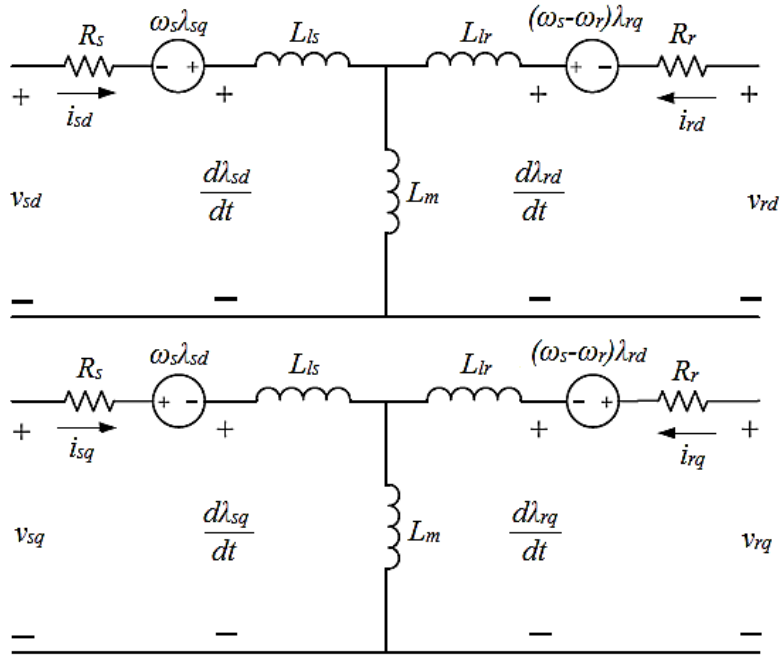 Rs ωsλsq Lls Llr (ωs-ωr)λrq Rr
− + + −
+ isd + + ird +
vsd dλsd/dt Lm dλrd/dt vrd
− − − −
Rs ωsλsd Lls Llr (ωs-ωr)λrd Rr
+ − − +
+ isq + + irq +
vsq dλsq/dt Lm dλrq/dt vrq
− − − −